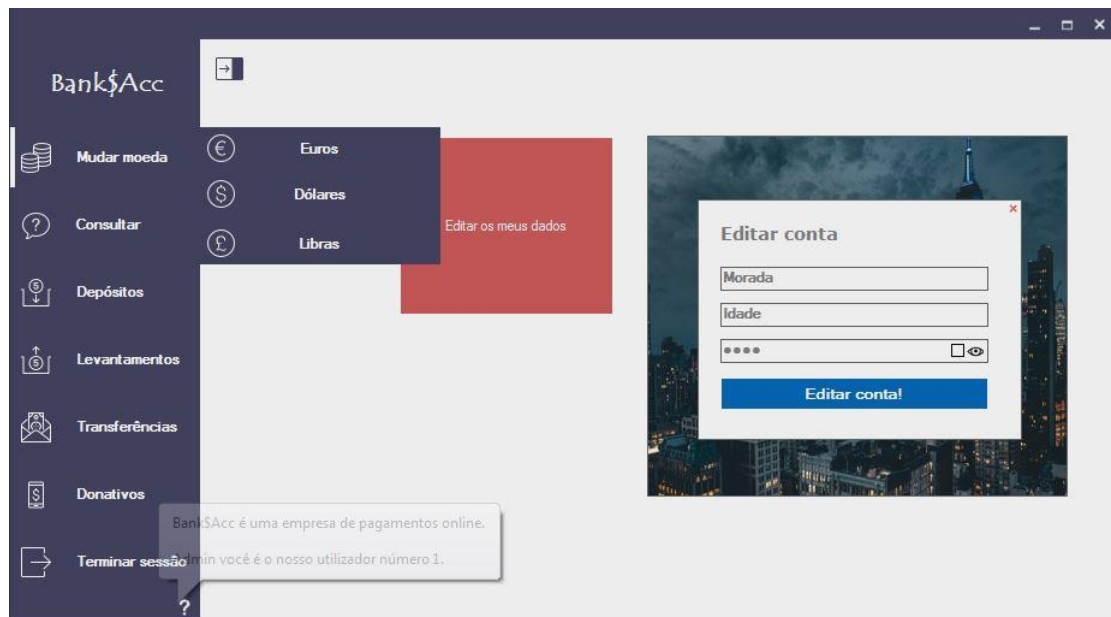 Bank$Acc
Mudar moeda
Consultar
Depósitos
Levantamentos
Transferências
Donativos
Terminar sessão
?
Euros
Dólares
Libras
Editar os meus dados
Editar conta
Morada
Idade
Editar conta!
Bank$Acc é uma empresa de pagamentos online.
Admin você é o nosso utilizador número 1.